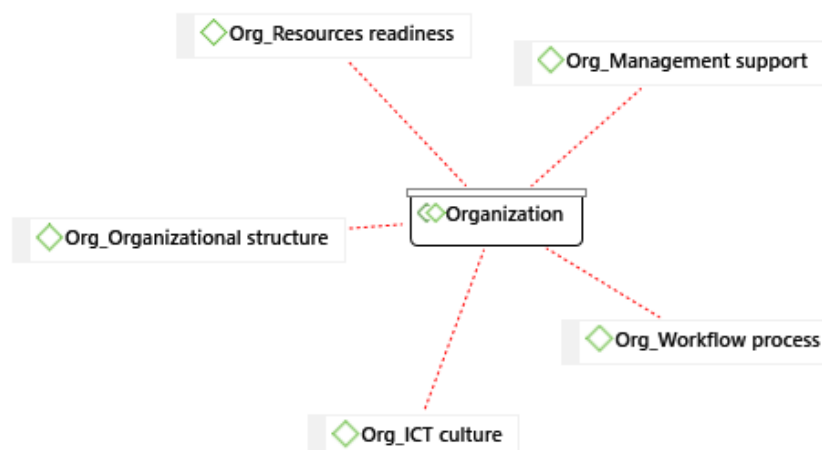 Org_Resources readiness
Org_Management support
Organization
Org_Organizational structure
Org_Workflow process
Org_ICT culture